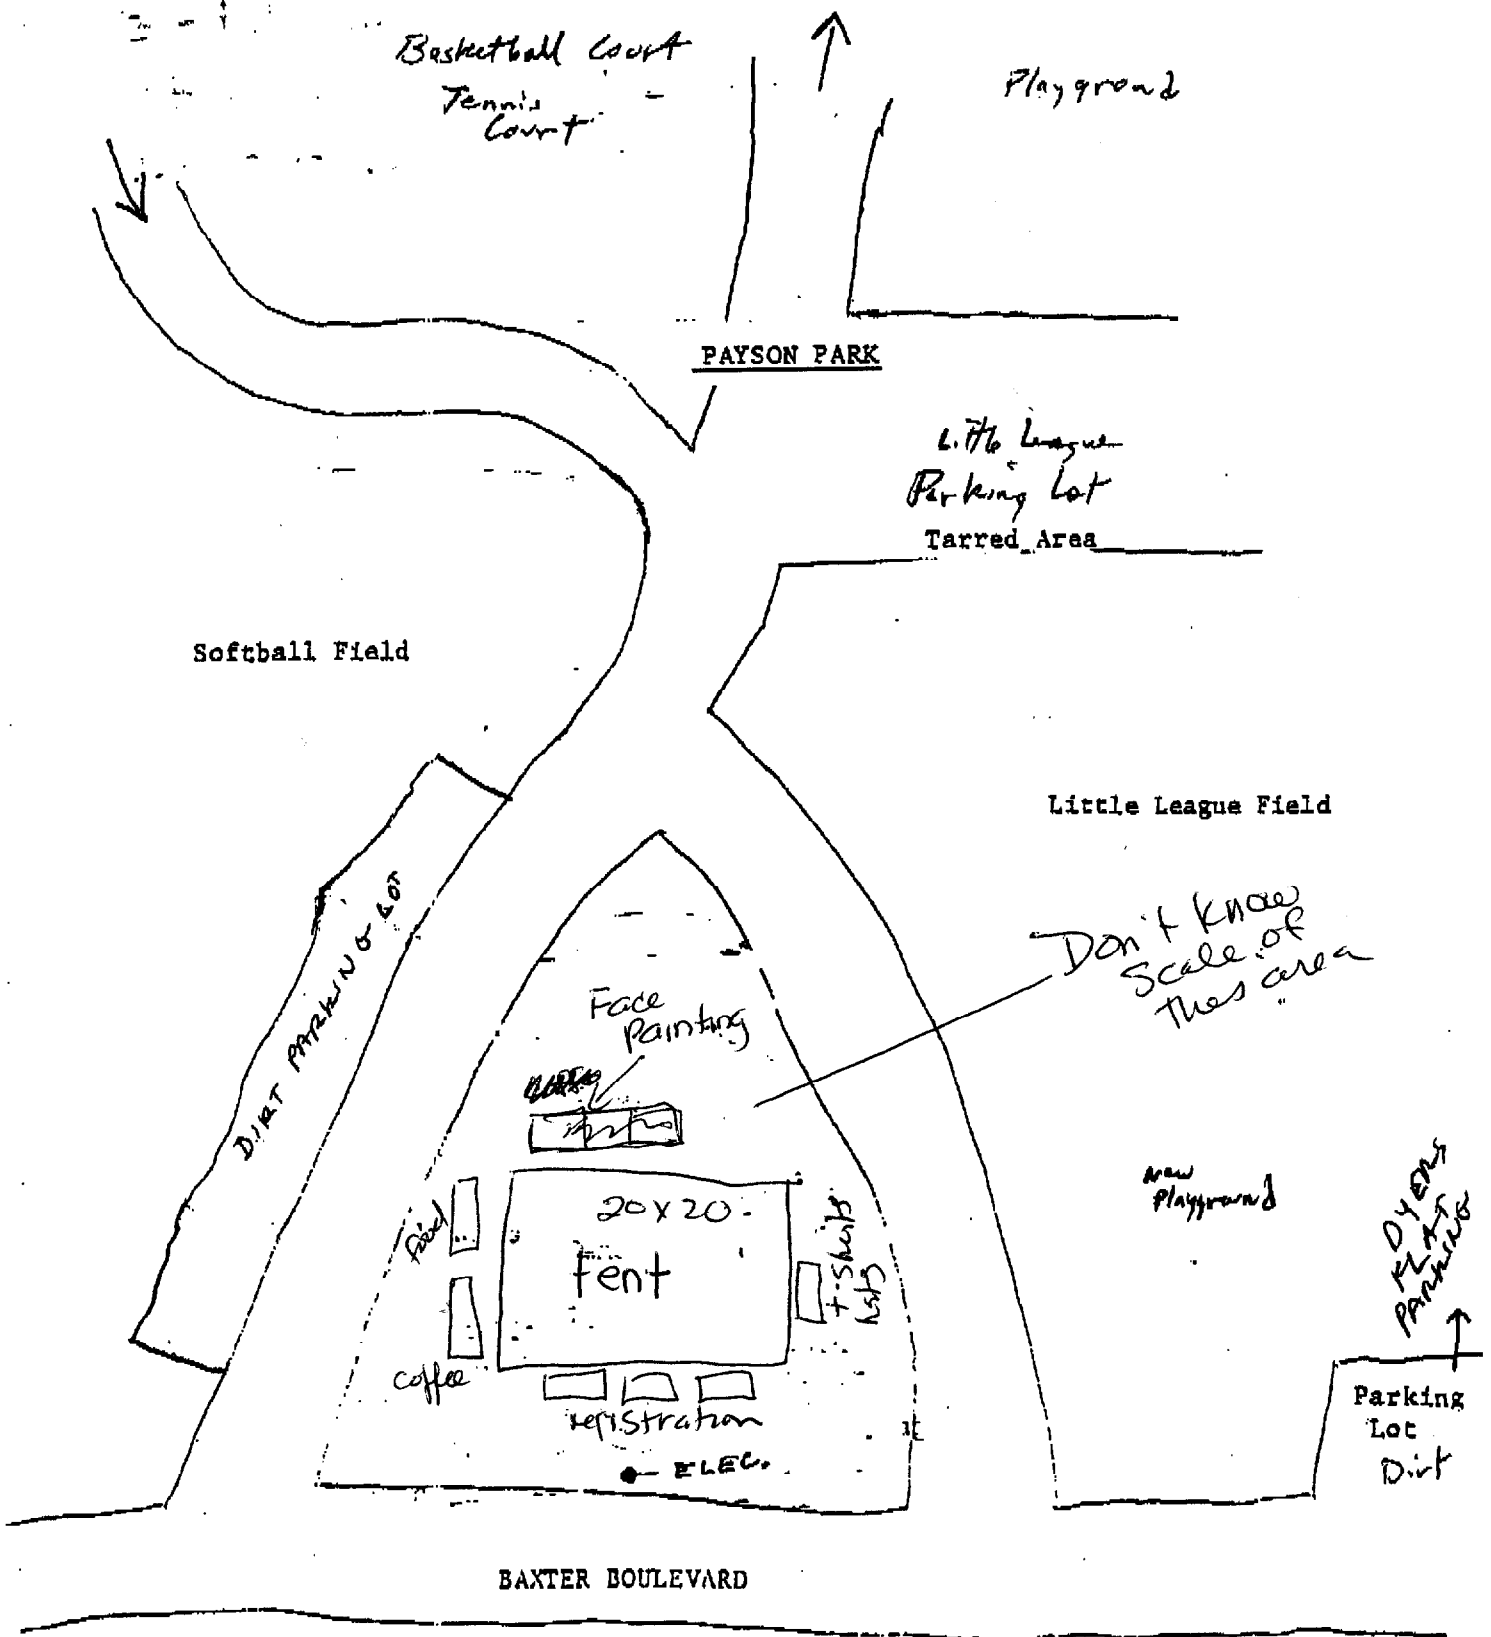 Basketball Court
Tennis
Court
Playground
PAYSON PARK
Little League
Parking Lot
Tarred Area
Softball Field
Little League Field
DIRT PARKING LOT
Don't know
Scale of
this area
Face
Painting
New
Playground
DYERS
FLAT
PARKING
20 x 20
tent
food
t-shirts
hats
coffee
registration
ELEC.
Parking
Lot
Dirt
BAXTER BOULEVARD